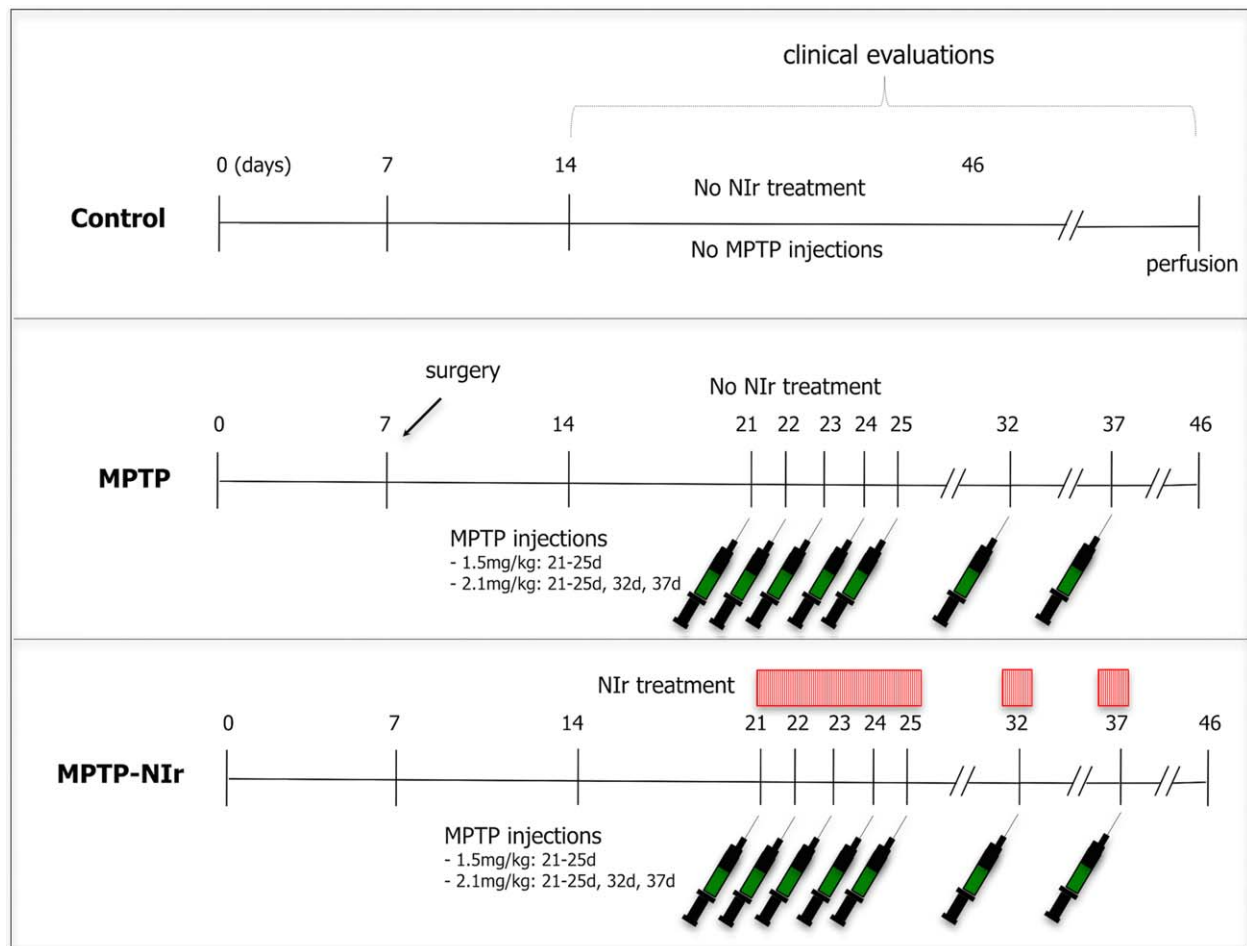 clinical evaluations
0 (days) 7 14 46
No NIr treatment
Control
No MPTP injections
perfusion
surgery
No NIr treatment
0 7 14 21 22 23 24 25 32 37 46
MPTP
MPTP injections
- 1.5mg/kg: 21-25d
- 2.1mg/kg: 21-25d, 32d, 37d
NIr treatment
0 7 14 21 22 23 24 25 32 37 46
MPTP-NIr
MPTP injections
- 1.5mg/kg: 21-25d
- 2.1mg/kg: 21-25d, 32d, 37d